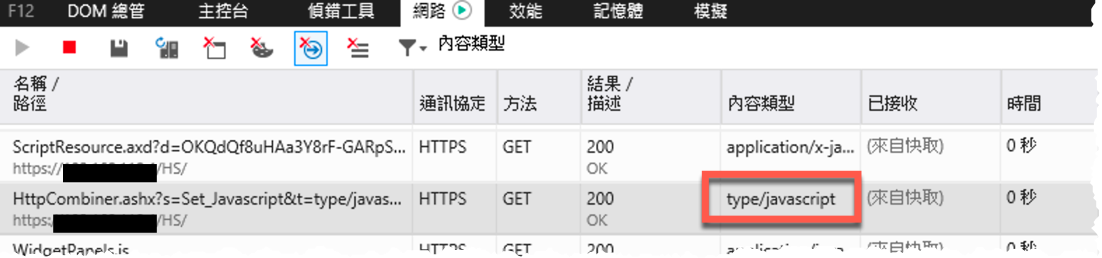 F12 DOM 總管 主控台 偵錯工具 網路 效能 記憶體 模擬
內容類型
名稱 / 路徑 通訊協定 方法 結果 / 描述 內容類型 已接收 時間
ScriptResource.axd?d=OKQdQf8uHAa3Y8rF-GARpS... HTTPS GET 200 application/x-ja... (來自快取) 0 秒
https:// /HS/ OK
HttpCombiner.ashx?s=Set_Javascript&t=type/javas... HTTPS GET 200 type/javascript (來自快取) 0 秒
https: /HS/ OK
WidgetPanels.js HTTPS GET 200 (來自快取) 0 秒